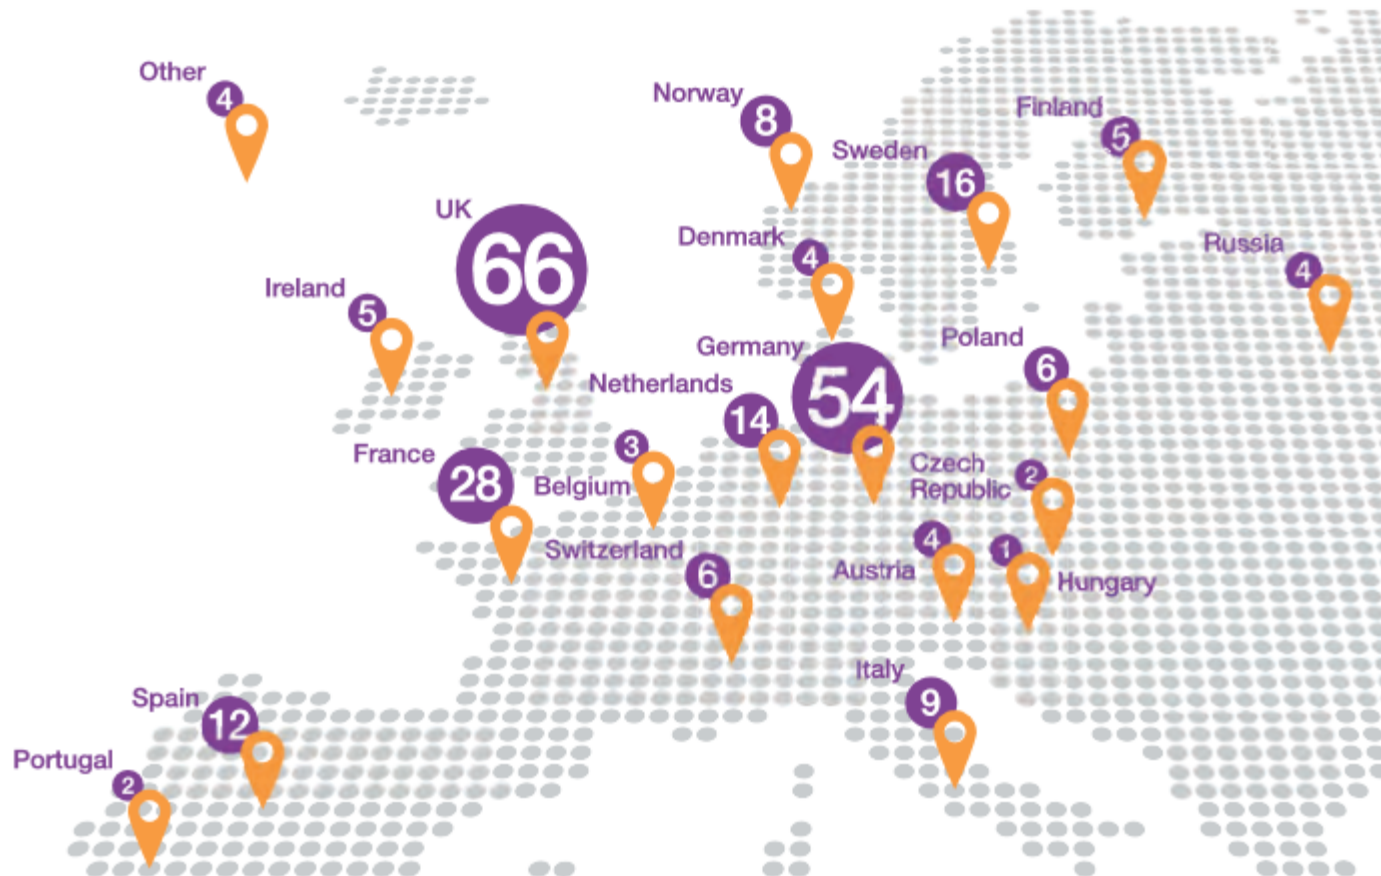 Other
4
Norway
8
Finland
5
Sweden
16
UK
66
Denmark
4
Russia
4
Ireland
5
Germany
54
Poland
6
Netherlands
14
France
28
Belgium
3
Czech
Republic
2
Switzerland
6
Austria
4
Hungary
1
Italy
9
Spain
12
Portugal
2